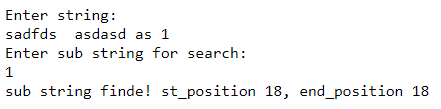 Enter string:
sadfds  asdasd as 1
Enter sub string for search:
1
sub string finde! st_position 18, end_position 18